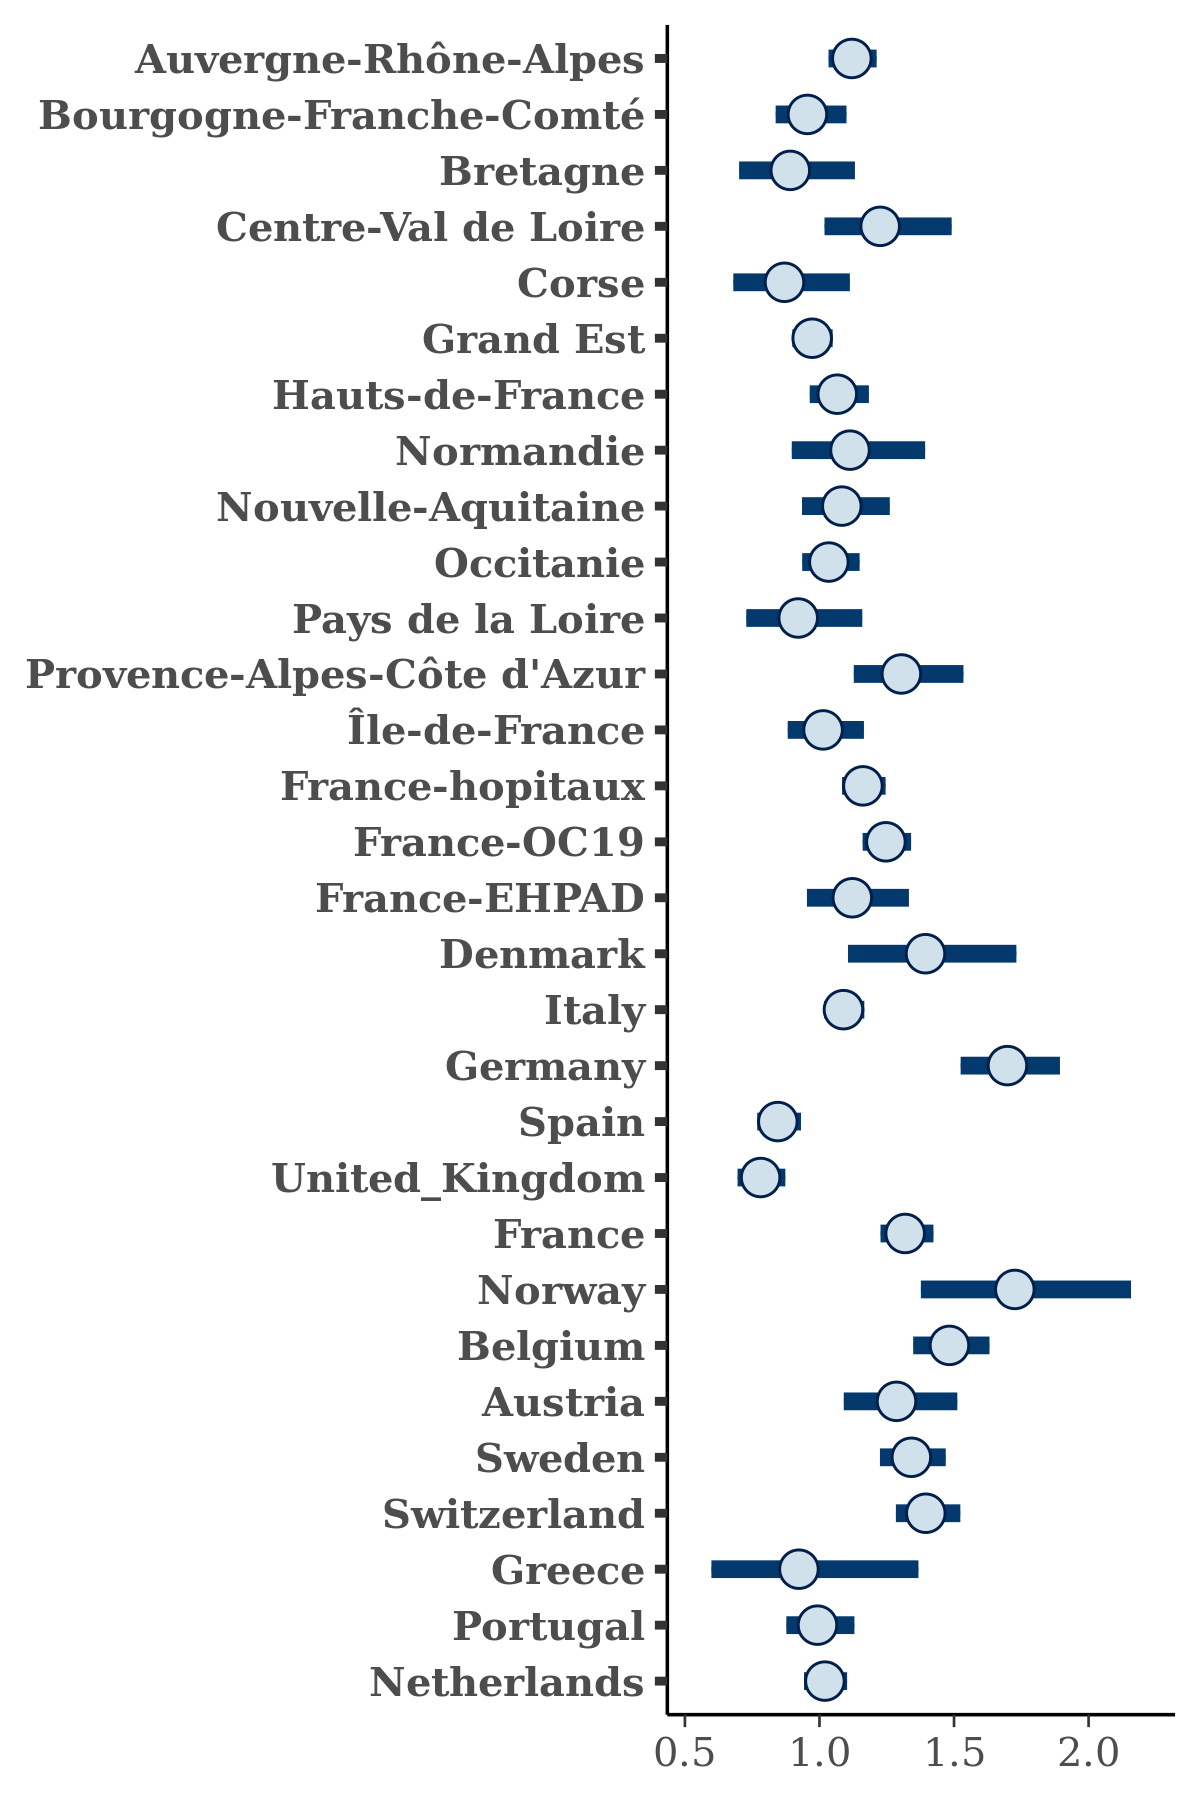 Auvergne-Rhône-Alpes
Bourgogne-Franche-Comté
Bretagne
Centre-Val de Loire
Corse
Grand Est
Hauts-de-France
Normandie
Nouvelle-Aquitaine
Occitanie
Pays de la Loire
Provence-Alpes-Côte d'Azur
Île-de-France
France-hopitaux
France-OC19
France-EHPAD
Denmark
Italy
Germany
Spain
United_Kingdom
France
Norway
Belgium
Austria
Sweden
Switzerland
Greece
Portugal
Netherlands
0.5 1.0 1.5 2.0